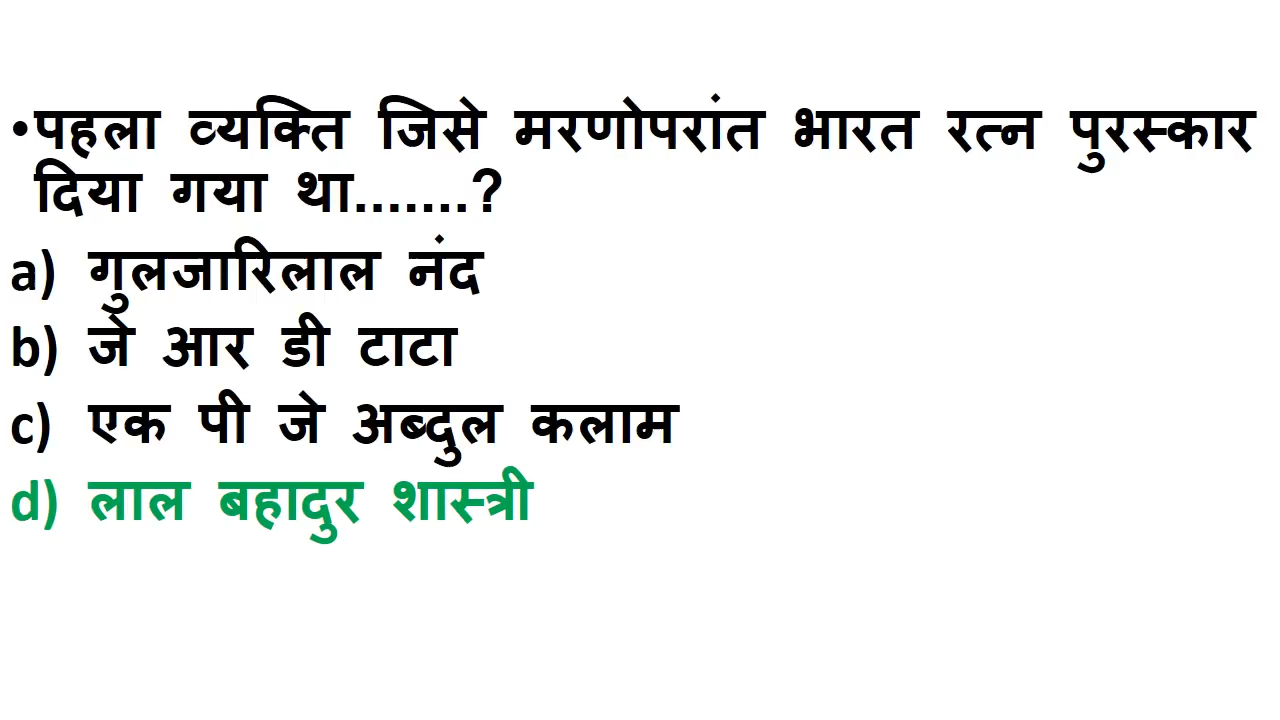 •पहला व्यक्ति जिसे मरणोपरांत भारत रत्न पुरस्कार
दिया गया था.......?
a) गुलजारिलाल नंद
b) जे आर डी टाटा
c) एक पी जे अब्दुल कलाम
d) लाल बहादुर शास्त्री